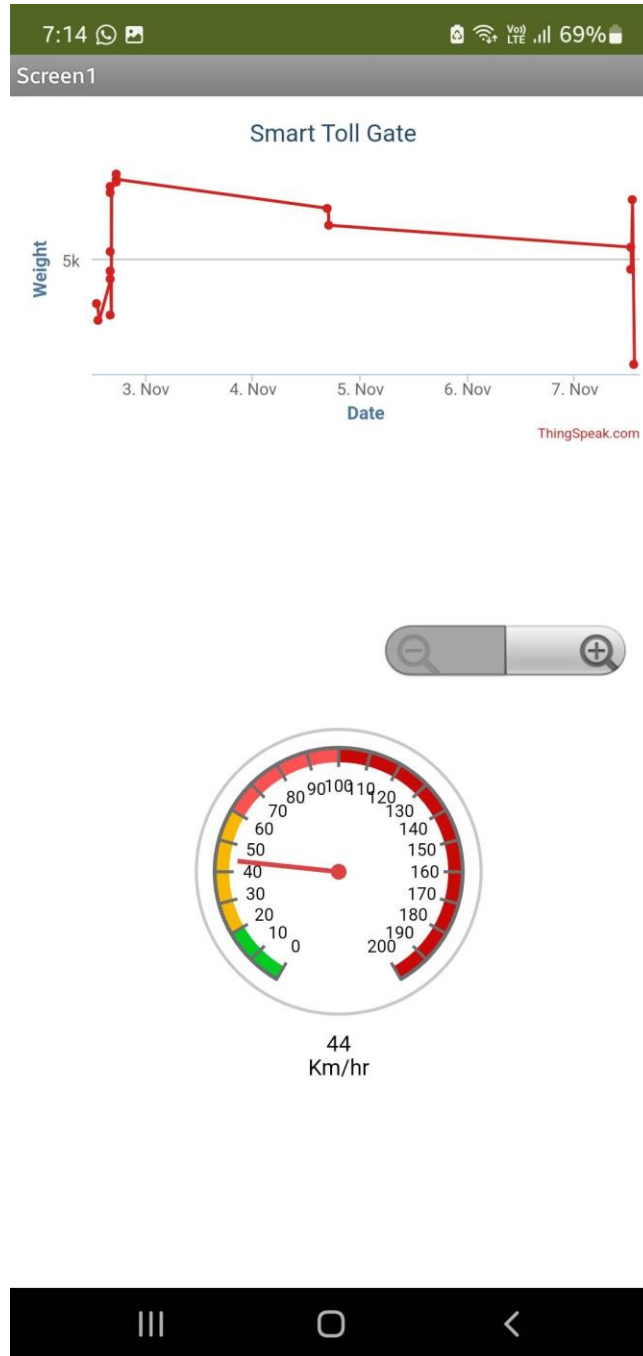 7:14 Vo)) LTE 69%
Screen1
Smart Toll Gate
Weight
5k
3. Nov 4. Nov 5. Nov 6. Nov 7. Nov
Date
ThingSpeak.com
0
10
20
30
40
50
60
70
80
90
100
110
120
130
140
150
160
170
180
190
200
44
Km/hr